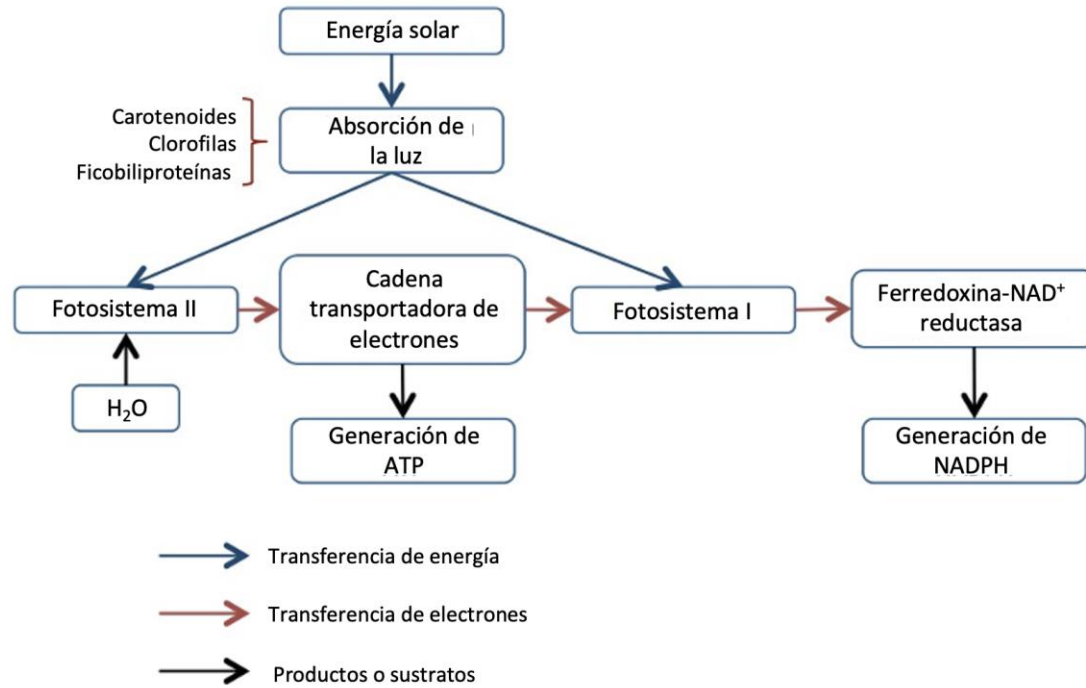 Energía solar
Carotenoides
Clorofilas
Ficobiliproteínas
Absorción de
la luz
Fotosistema II
Cadena
transportadora de
electrones
Fotosistema I
Ferredoxina-NAD⁺
reductasa
H₂O
Generación de
ATP
Generación de
NADPH
Transferencia de energía
Transferencia de electrones
Productos o sustratos